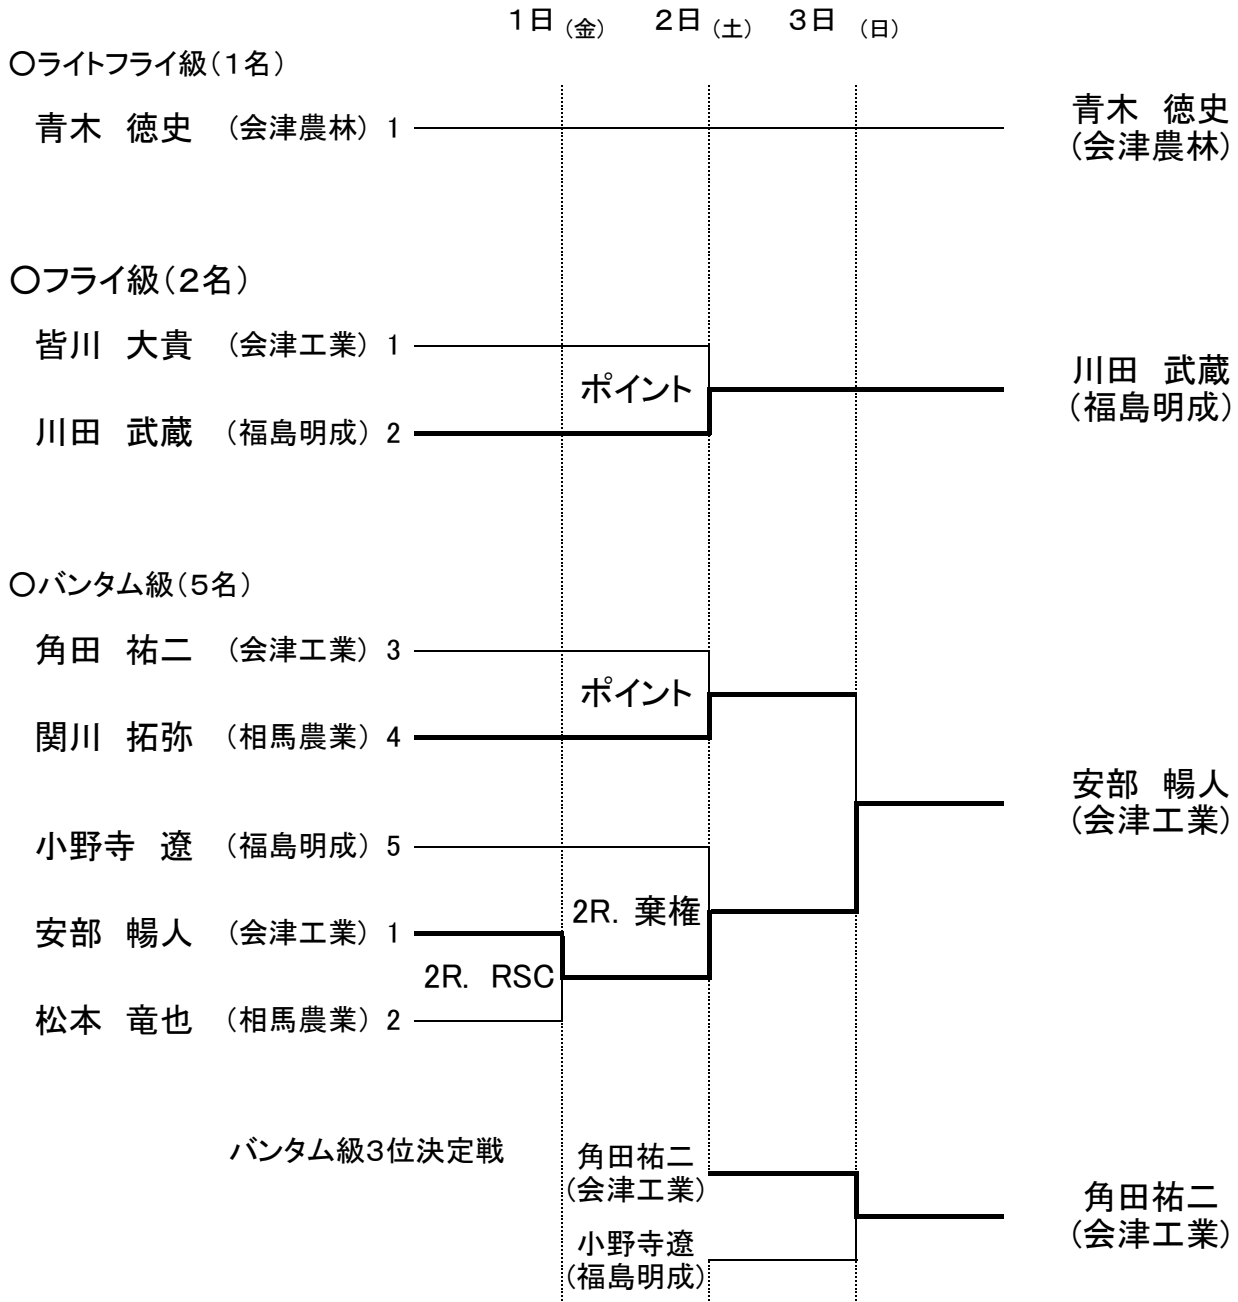 1日(金) 2日(土) 3日 (日)
○ライトフライ級(1名)
青木 徳史 (会津農林) 1
青木 徳史
(会津農林)
○フライ級(2名)
皆川 大貴 (会津工業) 1
ポイント
川田 武蔵 (福島明成) 2
川田 武蔵
(福島明成)
○バンタム級(5名)
角田 祐二 (会津工業) 3
ポイント
関川 拓弥 (相馬農業) 4
安部 暢人
(会津工業)
小野寺 遼 (福島明成) 5
2R. 棄権
安部 暢人 (会津工業) 1
2R. RSC
松本 竜也 (相馬農業) 2
バンタム級3位決定戦
角田祐二
(会津工業)
小野寺遼
(福島明成)
角田祐二
(会津工業)